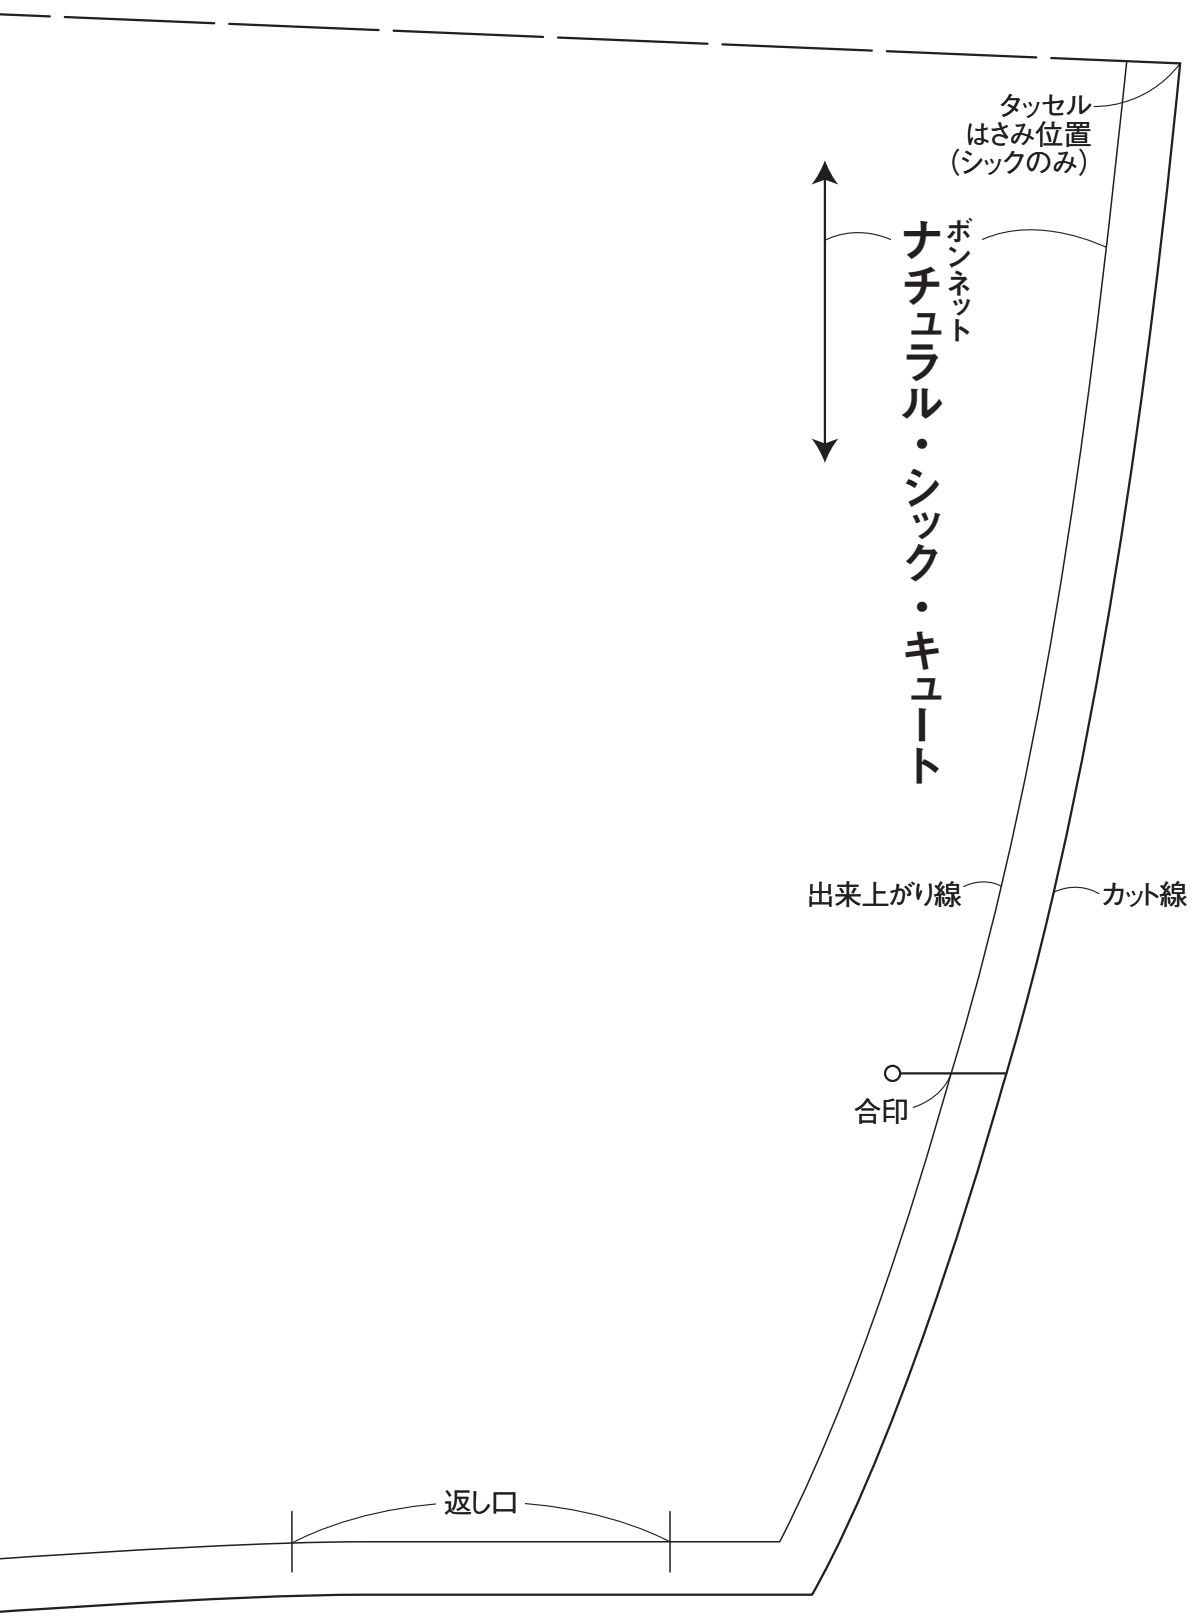 タッセル
はさみ位置
（シックのみ）
ボンネット
ナチュラル・シック・キュート
出来上がり線
カット線
合印
返し口